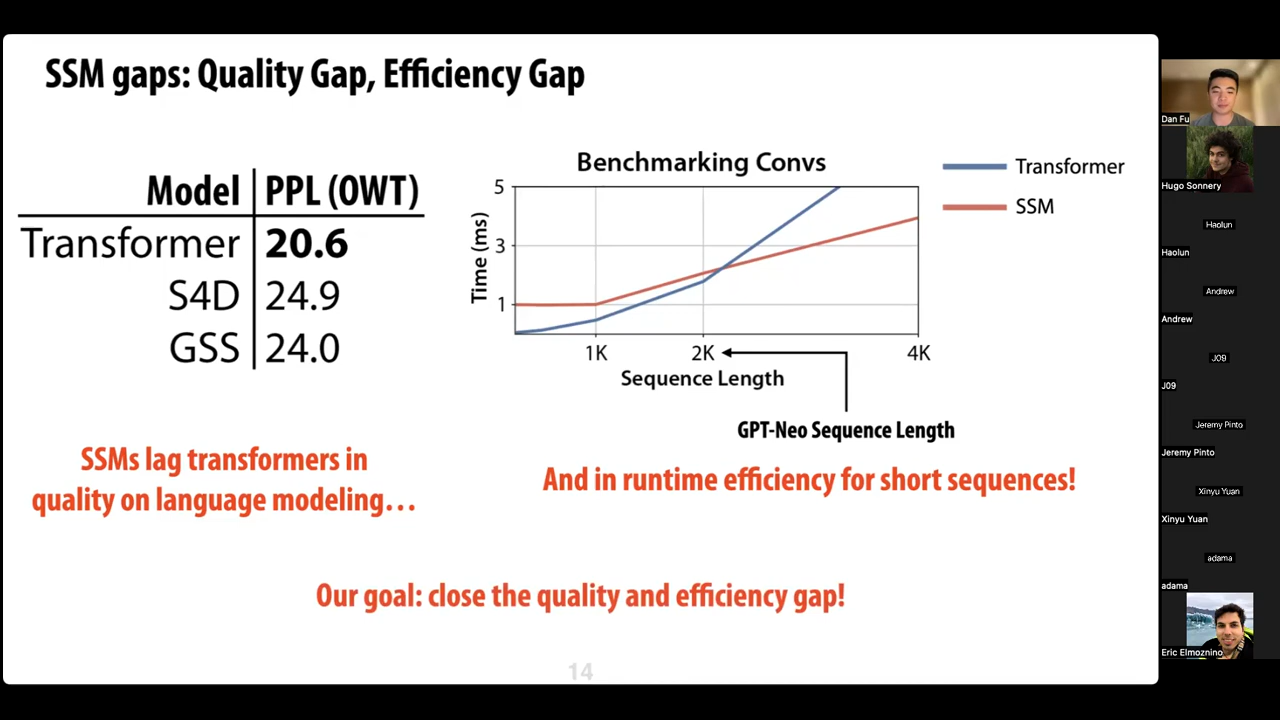 SSM gaps: Quality Gap, Efficiency Gap
Model PPL (OWT)
Transformer 20.6
S4D 24.9
GSS 24.0
SSMs lag transformers in
quality on language modeling...
Benchmarking Convs
Transformer
SSM
Time (ms)
5
3
1
1K 2K 4K
Sequence Length
GPT-Neo Sequence Length
And in runtime efficiency for short sequences!
Our goal: close the quality and efficiency gap!
14
Dan Fu
Hugo Sonnery
Haolun
Haolun
Andrew
Andrew
J09
J09
Jeremy Pinto
Jeremy Pinto
Xinyu Yuan
Xinyu Yuan
adama
adama
Eric Elmoznino